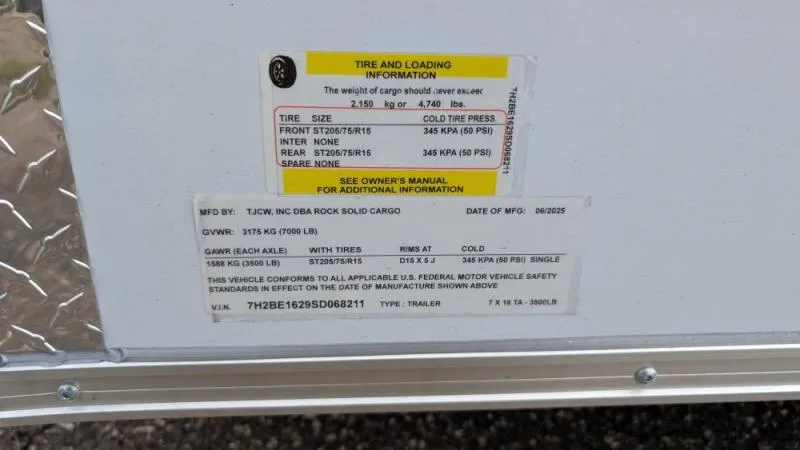 TIRE AND LOADING
INFORMATION
The weight of cargo should never exceed
2,150 kg or 4,740 lbs.
TIRE SIZE COLD TIRE PRESS.
FRONT ST205/75/R15 345 KPA (50 PSI)
INTER NONE
REAR ST205/75/R15 345 KPA (50 PSI)
SPARE NONE
SEE OWNER'S MANUAL
FOR ADDITIONAL INFORMATION
7H2BE1629SD068211
MFD BY: TJCW, INC DBA ROCK SOLID CARGO DATE OF MFG: 06/2025
GVWR: 3175 KG (7000 LB)
GAWR (EACH AXLE) WITH TIRES RIMS AT COLD
1588 KG (3500 LB) ST205/75/R15 D15 X 5 J 345 KPA (50 PSI) SINGLE
THIS VEHICLE CONFORMS TO ALL APPLICABLE U.S. FEDERAL MOTOR VEHICLE SAFETY
STANDARDS IN EFFECT ON THE DATE OF MANUFACTURE SHOWN ABOVE
V.I.N. 7H2BE1629SD068211 TYPE : TRAILER 7 X 16 TA - 3500LB